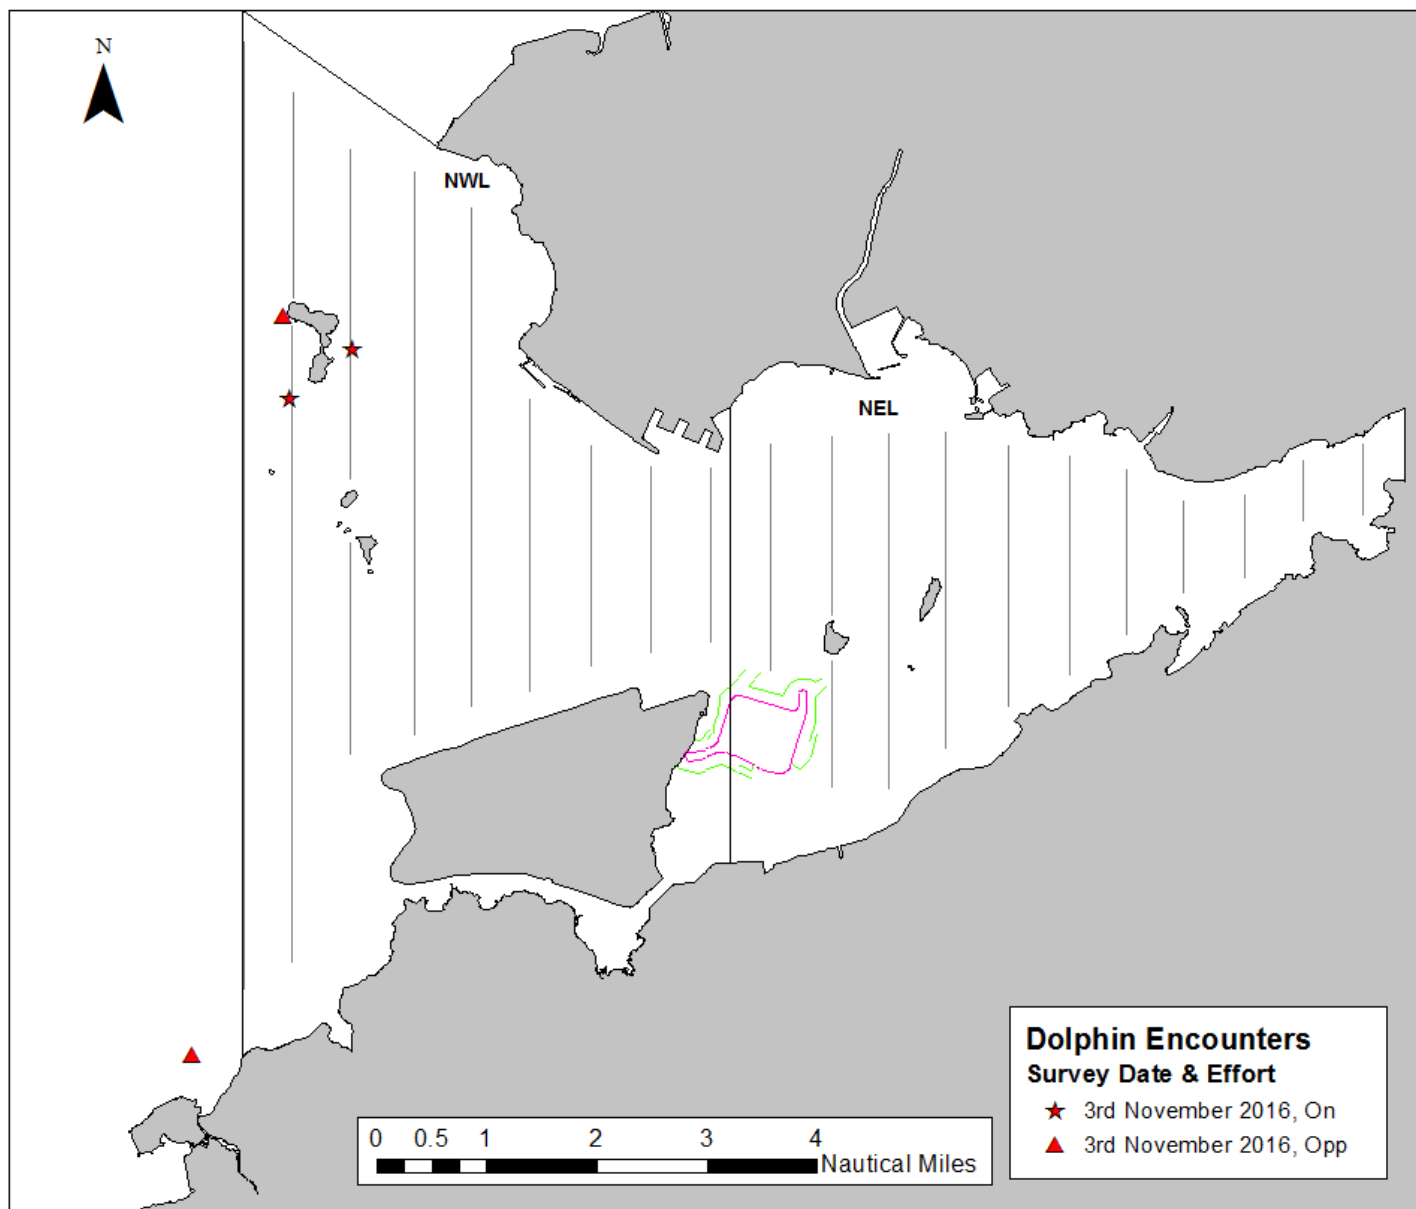 N
NWL
NEL
Dolphin Encounters
Survey Date & Effort
3rd November 2016, On
3rd November 2016, Opp
0 0.5 1 2 3 4
Nautical Miles